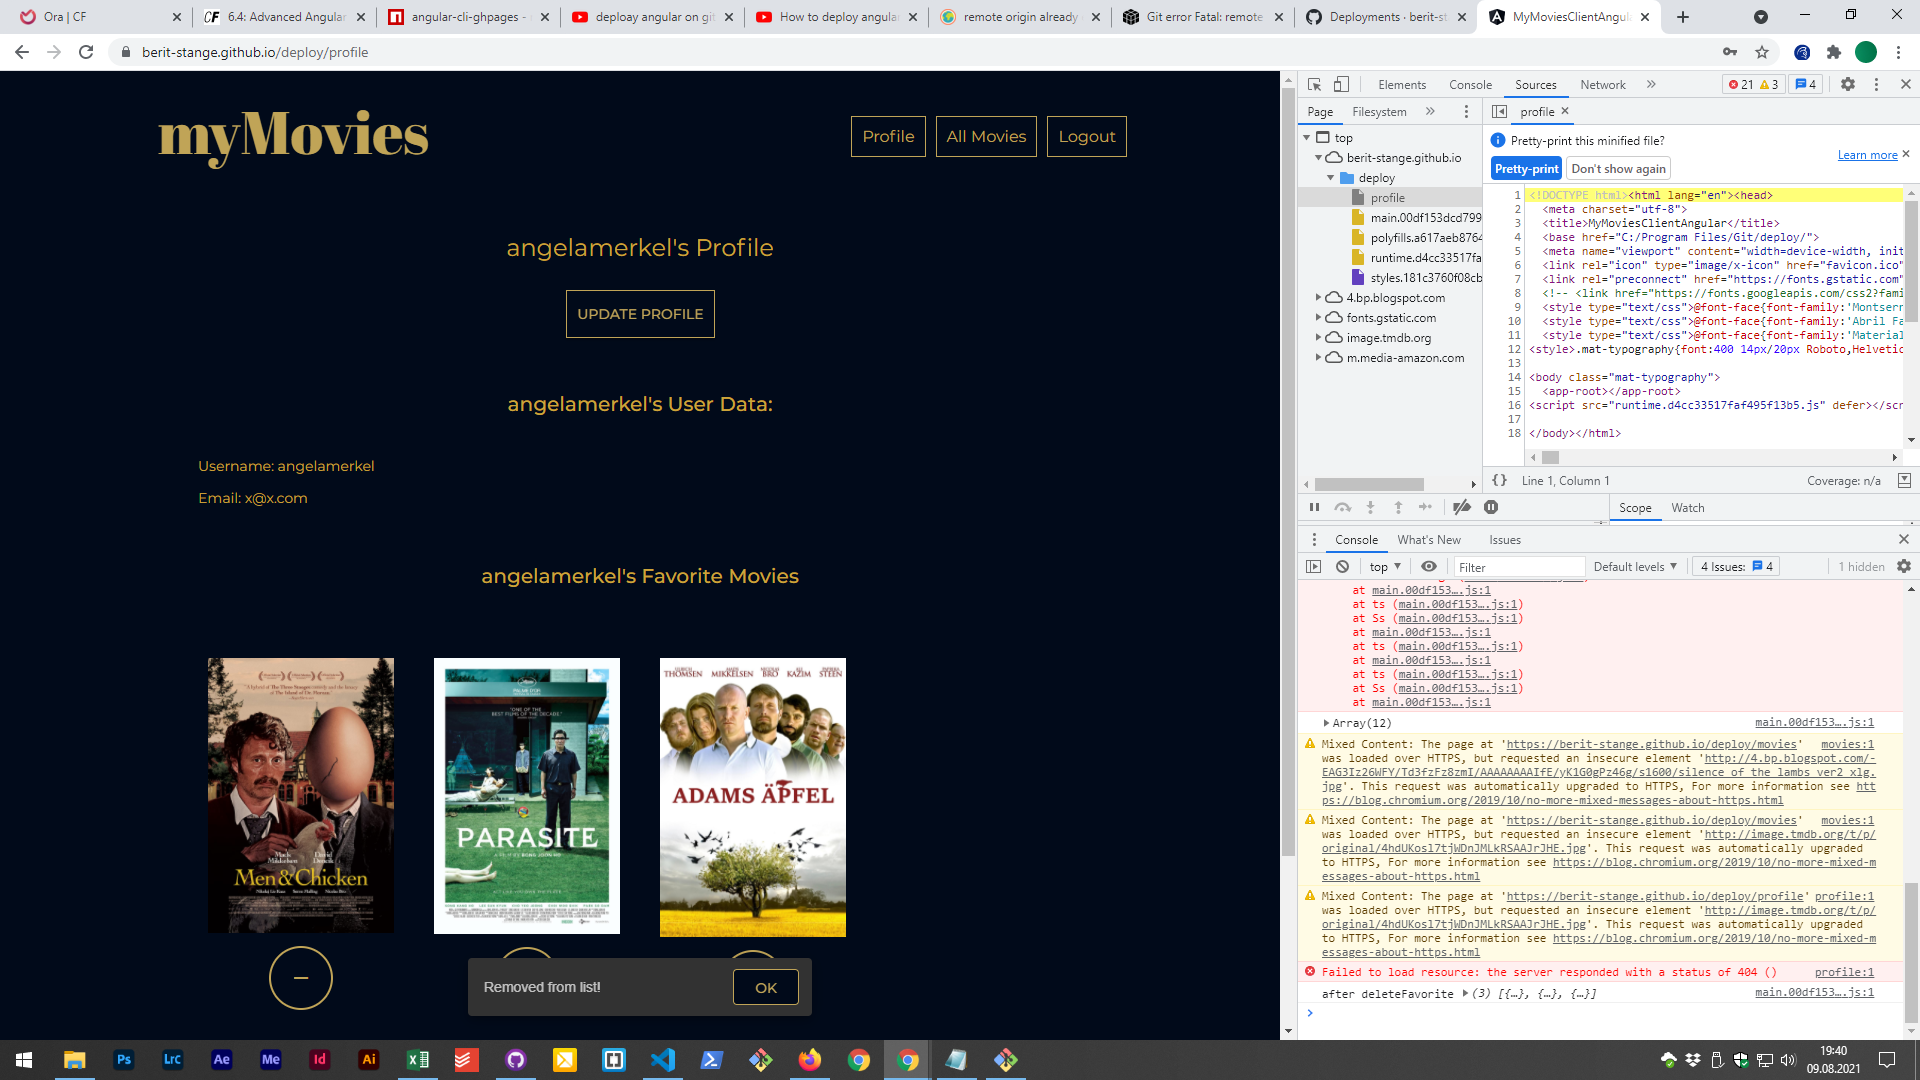 Ora | CF
6.4: Advanced Angular
angular-cli-ghpages -
deploay angular on git
How to deploy angular
remote origin already
Git error Fatal: remote
Deployments · berit-st
MyMoviesClientAngular
berit-stange.github.io/deploy/profile
myMovies
Profile
All Movies
Logout
angelamerkel's Profile
UPDATE PROFILE
angelamerkel's User Data:
Username: angelamerkel
Email: x@x.com
angelamerkel's Favorite Movies
Men & Chicken
PARASITE
THOMSEN MIKKELSEN BRO KAZIM STEEN
ADAMS ÄPFEL
Removed from list!
OK
Elements Console Sources Network
21 3 4
Page Filesystem
profile
top
berit-stange.github.io
deploy
profile
main.00df153dcd799
polyfills.a617aeb8764
runtime.d4cc33517fa
styles.181c3760f08cb
4.bp.blogspot.com
fonts.gstatic.com
image.tmdb.org
m.media-amazon.com
Pretty-print this minified file?
Learn more
Pretty-print
Don't show again
1 <!DOCTYPE html><html lang="en"><head>
2 <meta charset="utf-8">
3 <title>MyMoviesClientAngular</title>
4 <base href="C:/Program Files/Git/deploy/">
5 <meta name="viewport" content="width=device-width, init
6 <link rel="icon" type="image/x-icon" href="favicon.ico"
7 <link rel="preconnect" href="https://fonts.gstatic.com"
8 <!-- <link href="https://fonts.googleapis.com/css2?fami
9 <style type="text/css">@font-face{font-family:'Montserr
10 <style type="text/css">@font-face{font-family:'Abril Fa
11 <style type="text/css">@font-face{font-family:'Material
12 <style>.mat-typography{font:400 14px/20px Roboto,Helvetic
13
14 <body class="mat-typography">
15 <app-root></app-root>
16 <script src="runtime.d4cc33517faf495f13b5.js" defer></scr
17
18 </body></html>
{} Line 1, Column 1
Coverage: n/a
Scope Watch
Console What's New Issues
top
Filter
Default levels
4 Issues: 4
1 hidden
at main.00df153….js:1
at ts (main.00df153….js:1)
at Ss (main.00df153….js:1)
at main.00df153….js:1
at ts (main.00df153….js:1)
at main.00df153….js:1
at ts (main.00df153….js:1)
at Ss (main.00df153….js:1)
at main.00df153….js:1
Array(12) main.00df153….js:1
Mixed Content: The page at 'https://berit-stange.github.io/deploy/movies' movies:1
was loaded over HTTPS, but requested an insecure element 'http://4.bp.blogspot.com/-
EAG3Iz26WFY/Td3fzFz8zmI/AAAAAAAAIfE/yK1G0gPz46g/s1600/silence of the lambs ver2 xlg.
jpg'. This request was automatically upgraded to HTTPS, For more information see htt
ps://blog.chromium.org/2019/10/no-more-mixed-messages-about-https.html
Mixed Content: The page at 'https://berit-stange.github.io/deploy/movies' movies:1
was loaded over HTTPS, but requested an insecure element 'http://image.tmdb.org/t/p/
original/4hdUKosl7tjWDnJMLkRSAAJrJHE.jpg'. This request was automatically upgraded
to HTTPS, For more information see https://blog.chromium.org/2019/10/no-more-mixed-m
essages-about-https.html
Mixed Content: The page at 'https://berit-stange.github.io/deploy/profile' profile:1
was loaded over HTTPS, but requested an insecure element 'http://image.tmdb.org/t/p/
original/4hdUKosl7tjWDnJMLkRSAAJrJHE.jpg'. This request was automatically upgraded
to HTTPS, For more information see https://blog.chromium.org/2019/10/no-more-mixed-m
essages-about-https.html
Failed to load resource: the server responded with a status of 404 () profile:1
after deleteFavorite (3) [{…}, {…}, {…}] main.00df153….js:1
19:40
09.08.2021